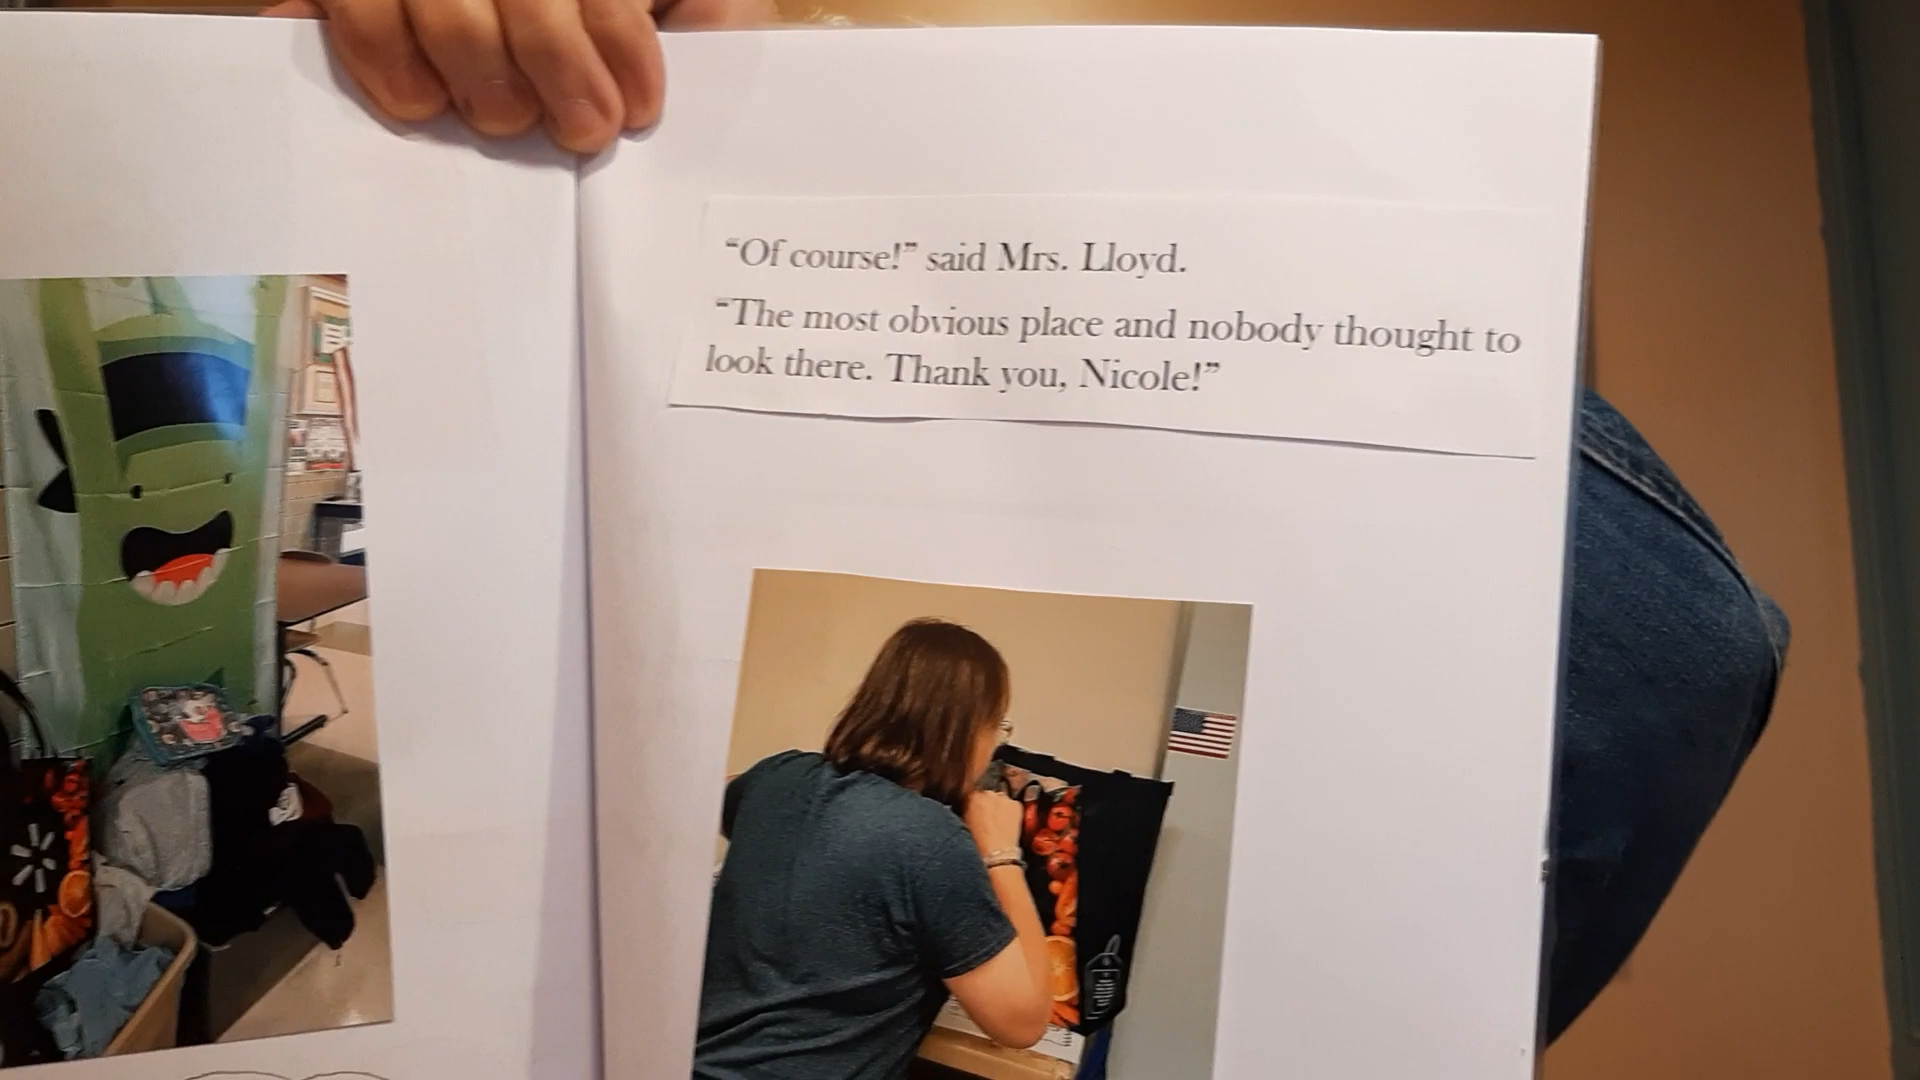 “Of course!” said Mrs. Lloyd.
“The most obvious place and nobody thought to
look there. Thank you, Nicole!”